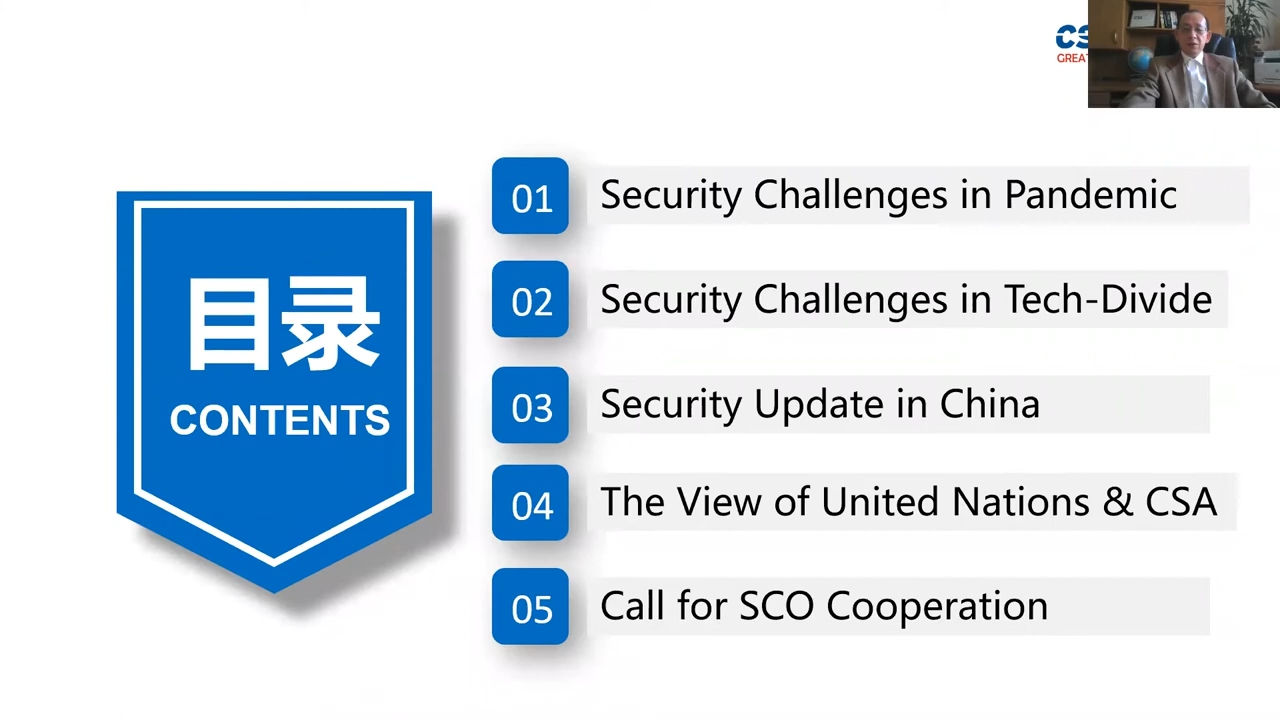 GREAT
目录
CONTENTS
01 Security Challenges in Pandemic
02 Security Challenges in Tech-Divide
03 Security Update in China
04 The View of United Nations & CSA
05 Call for SCO Cooperation